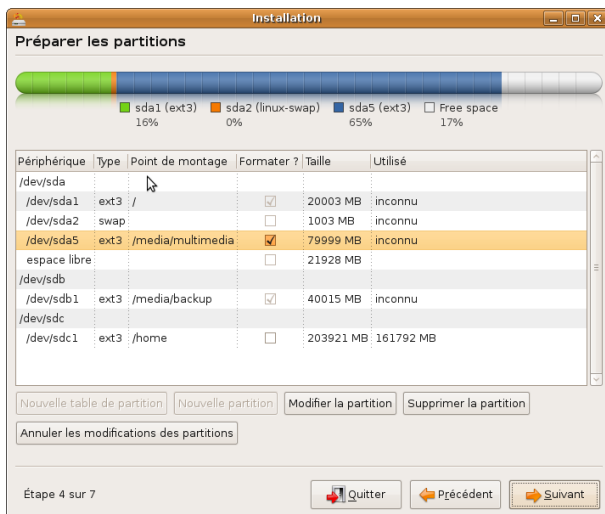 Installation
Préparer les partitions
sda1 (ext3) sda2 (linux-swap) sda5 (ext3) Free space
16% 0% 65% 17%
Périphérique Type Point de montage Formater ? Taille Utilisé
/dev/sda
/dev/sda1 ext3 / 20003 MB inconnu
/dev/sda2 swap 1003 MB inconnu
/dev/sda5 ext3 /media/multimedia 79999 MB inconnu
espace libre 21928 MB
/dev/sdb
/dev/sdb1 ext3 /media/backup 40015 MB inconnu
/dev/sdc
/dev/sdc1 ext3 /home 203921 MB 161792 MB
Nouvelle table de partition Nouvelle partition Modifier la partition Supprimer la partition
Annuler les modifications des partitions
Étape 4 sur 7 Quitter Précédent Suivant